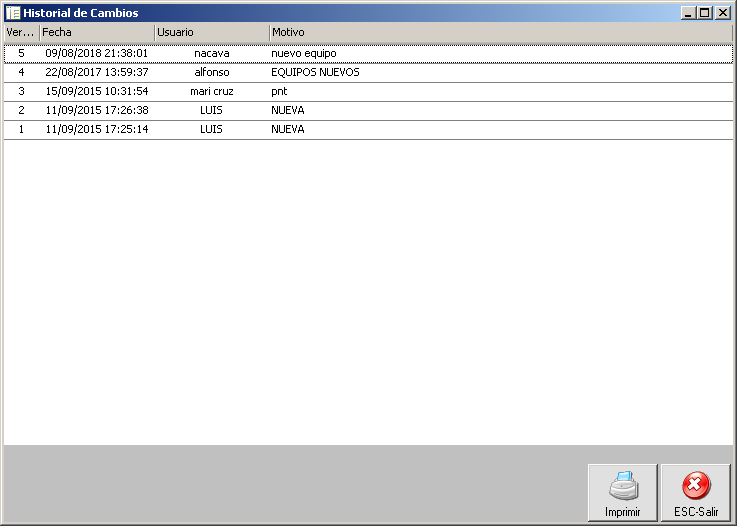 Historial de Cambios
Ver... Fecha Usuario Motivo
5 09/08/2018 21:38:01 nacava nuevo equipo
4 22/08/2017 13:59:37 alfonso EQUIPOS NUEVOS
3 15/09/2015 10:31:54 mari cruz pnt
2 11/09/2015 17:26:38 LUIS NUEVA
1 11/09/2015 17:25:14 LUIS NUEVA
Imprimir ESC-Salir